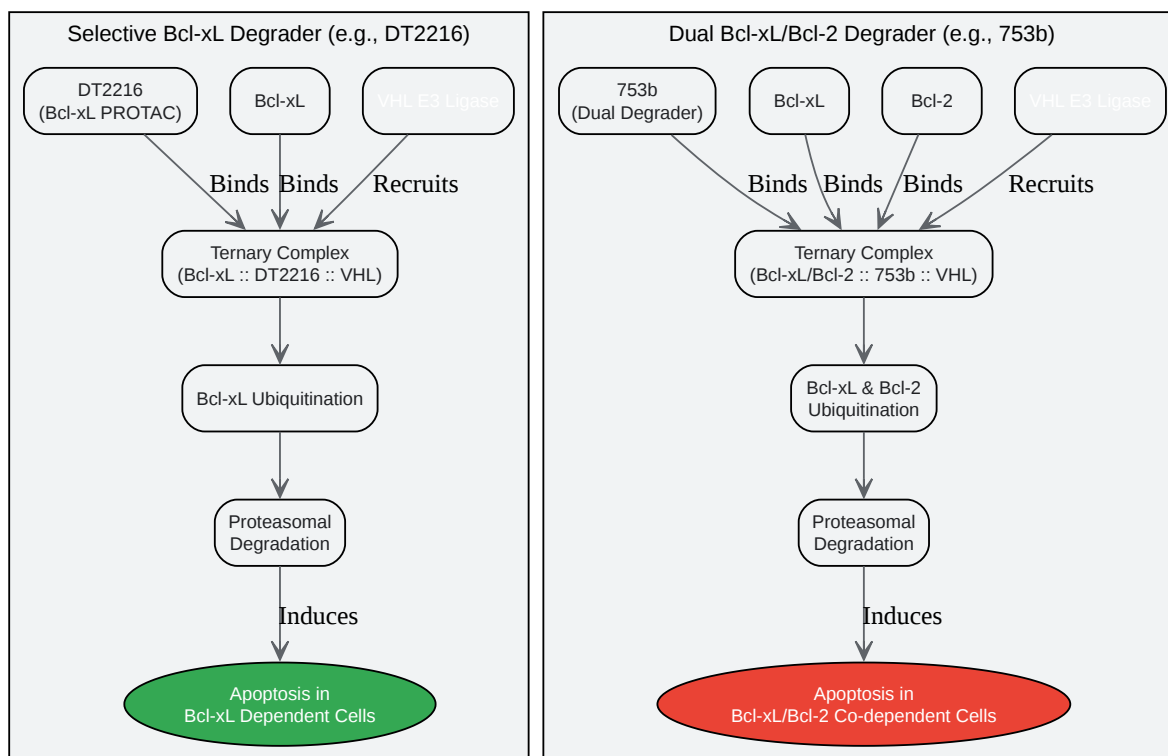 Selective Bcl-xL Degrader (e.g., DT2216)
DT2216
(Bcl-xL PROTAC)
Bcl-xL
VHL E3 Ligase
Binds
Binds
Recruits
Ternary Complex
(Bcl-xL :: DT2216 :: VHL)
Bcl-xL Ubiquitination
Proteasomal
Degradation
Induces
Apoptosis in
Bcl-xL Dependent Cells
Dual Bcl-xL/Bcl-2 Degrader (e.g., 753b)
753b
(Dual Degrader)
Bcl-xL
Bcl-2
VHL E3 Ligase
Binds
Binds
Binds
Recruits
Ternary Complex
(Bcl-xL/Bcl-2 :: 753b :: VHL)
Bcl-xL & Bcl-2
Ubiquitination
Proteasomal
Degradation
Induces
Apoptosis in
Bcl-xL/Bcl-2 Co-dependent Cells